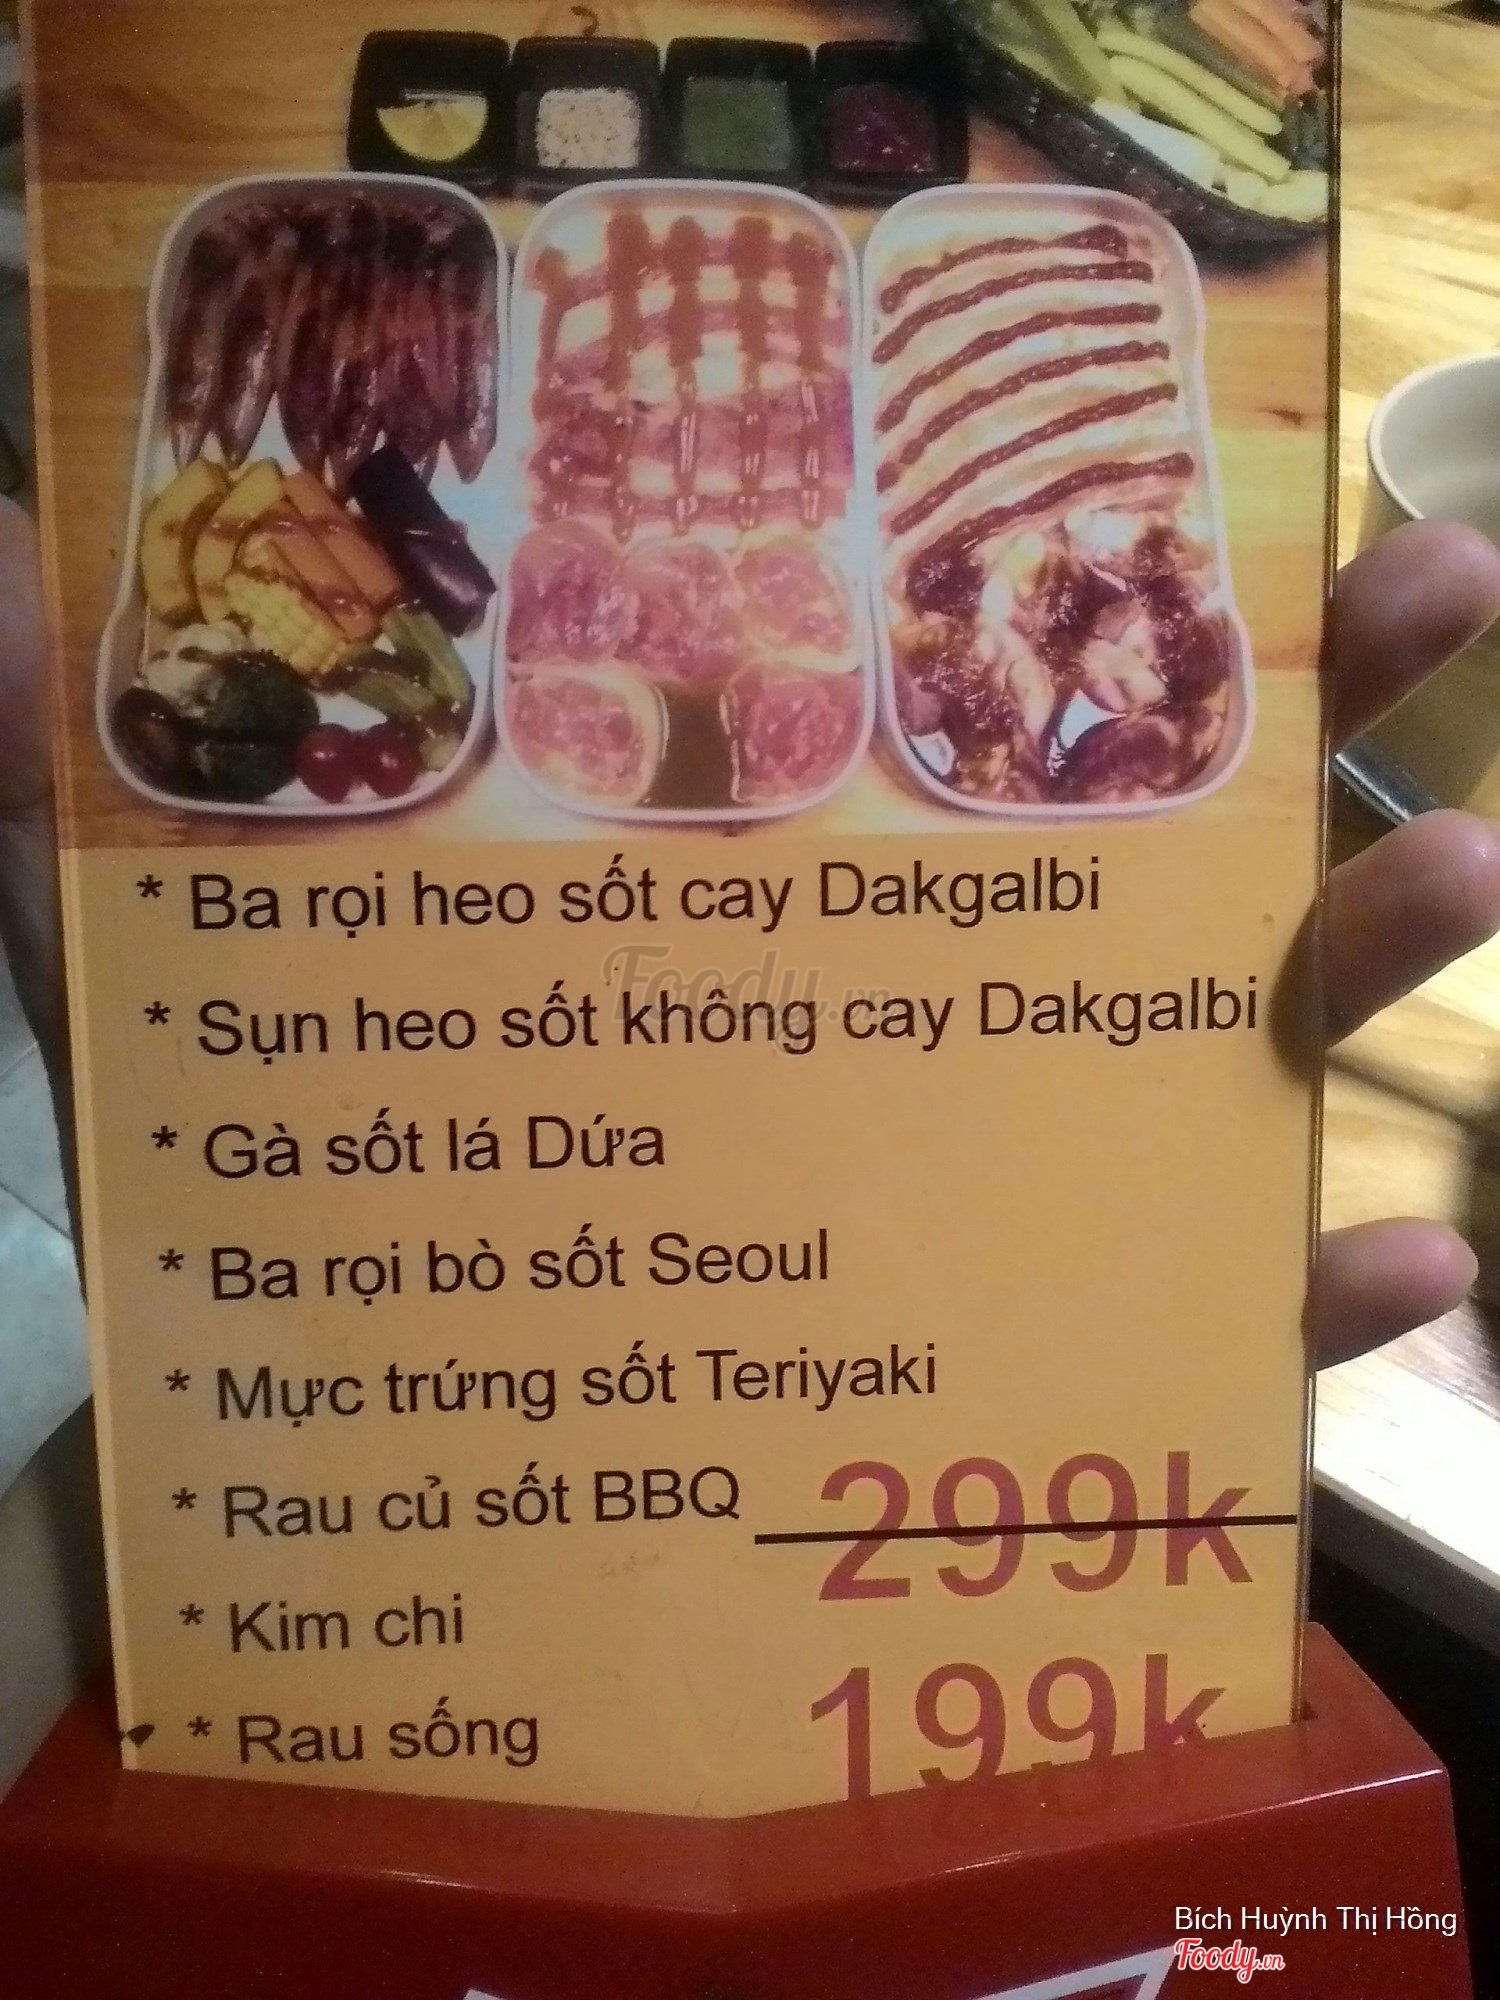 * Ba rọi heo sốt cay Dakgalbi
Foody.vn
* Sụn heo sốt không cay Dakgalbi
* Gà sốt lá Dứa
* Ba rọi bò sốt Seoul
* Mực trứng sốt Teriyaki
* Rau củ sốt BBQ
299k
* Kim chi
199k
* Rau sống
Bích Huỳnh Thị Hồng
Foody.vn